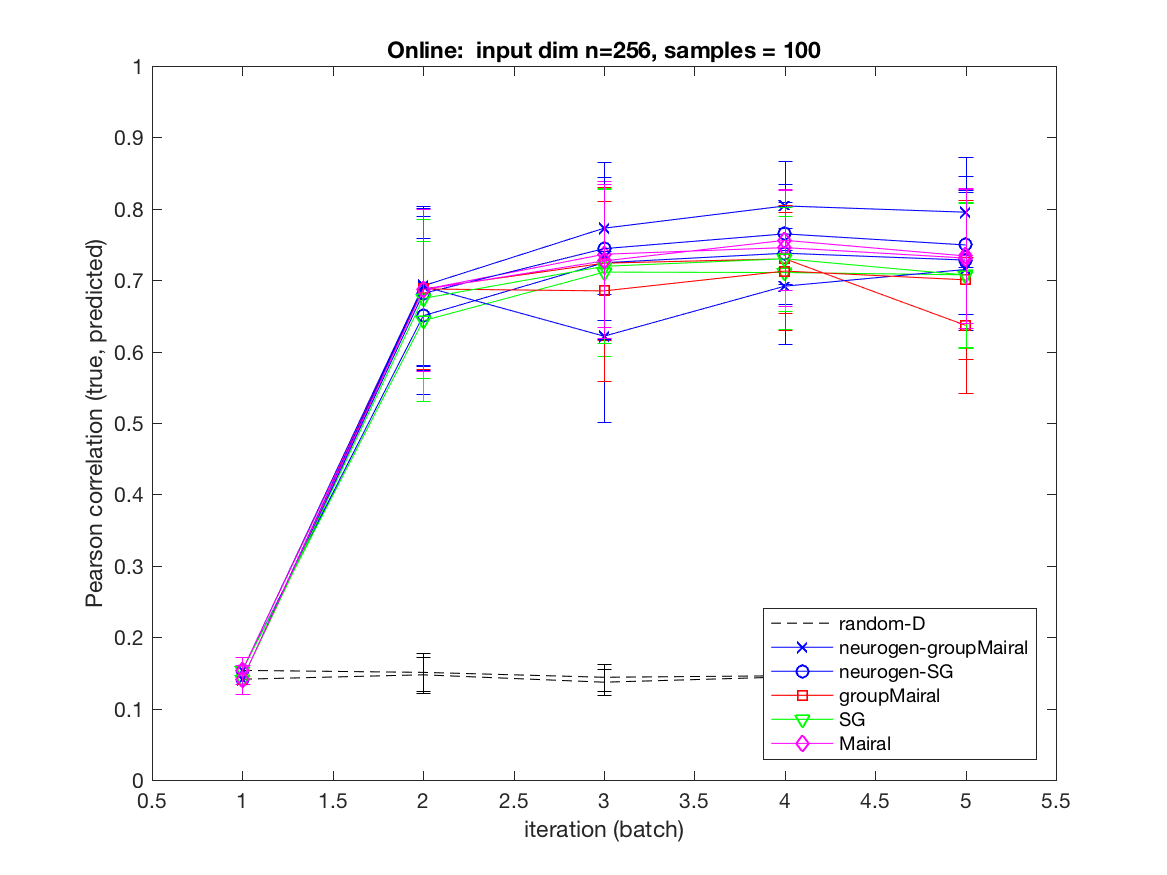 Online:  input dim n=256, samples = 100
1
0.9
0.8
0.7
0.6
0.5
0.4
0.3
0.2
0.1
0
Pearson correlation (true, predicted)
random-D
neurogen-groupMairal
neurogen-SG
groupMairal
SG
Mairal
0.5 1 1.5 2 2.5 3 3.5 4 4.5 5 5.5
iteration (batch)